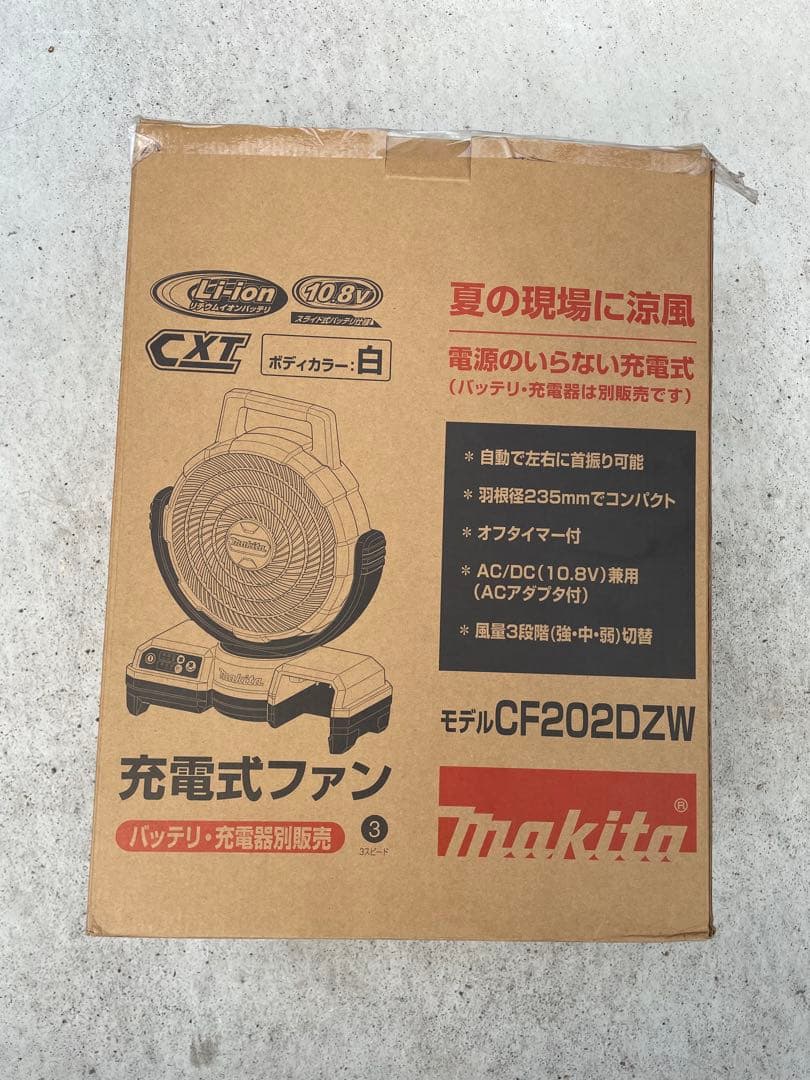 Li-ion
リチウムイオンバッテリ
10.8V
スライド式バッテリ仕様
CXT
ボディカラー:白
makita
makita
充電式ファン
バッテリ・充電器別販売
3
3スピード
夏の現場に涼風
電源のいらない充電式
(バッテリ・充電器は別販売です)
* 自動で左右に首振り可能
* 羽根径235mmでコンパクト
* オフタイマー付
* AC/DC(10.8V)兼用
(ACアダプタ付)
* 風量3段階(強・中・弱)切替
モデルCF202DZW
makita®